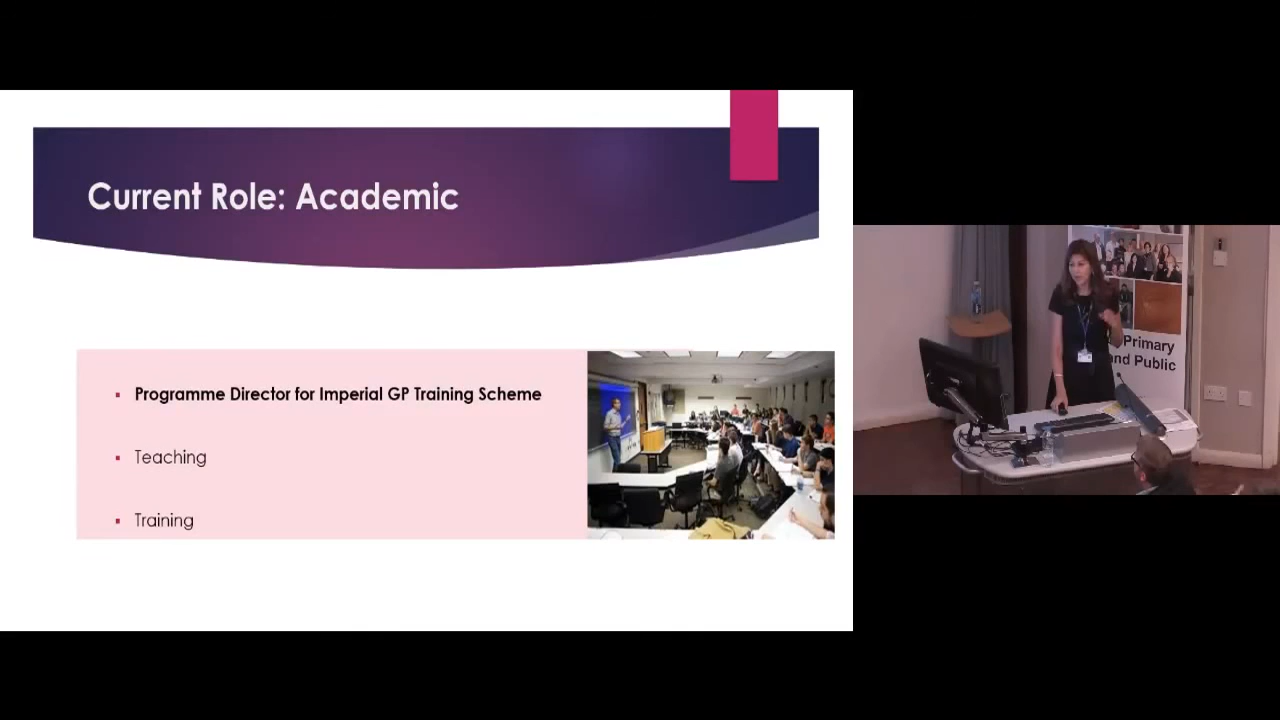 Current Role: Academic
Programme Director for Imperial GP Training Scheme
Teaching
Training
Primary
and Public